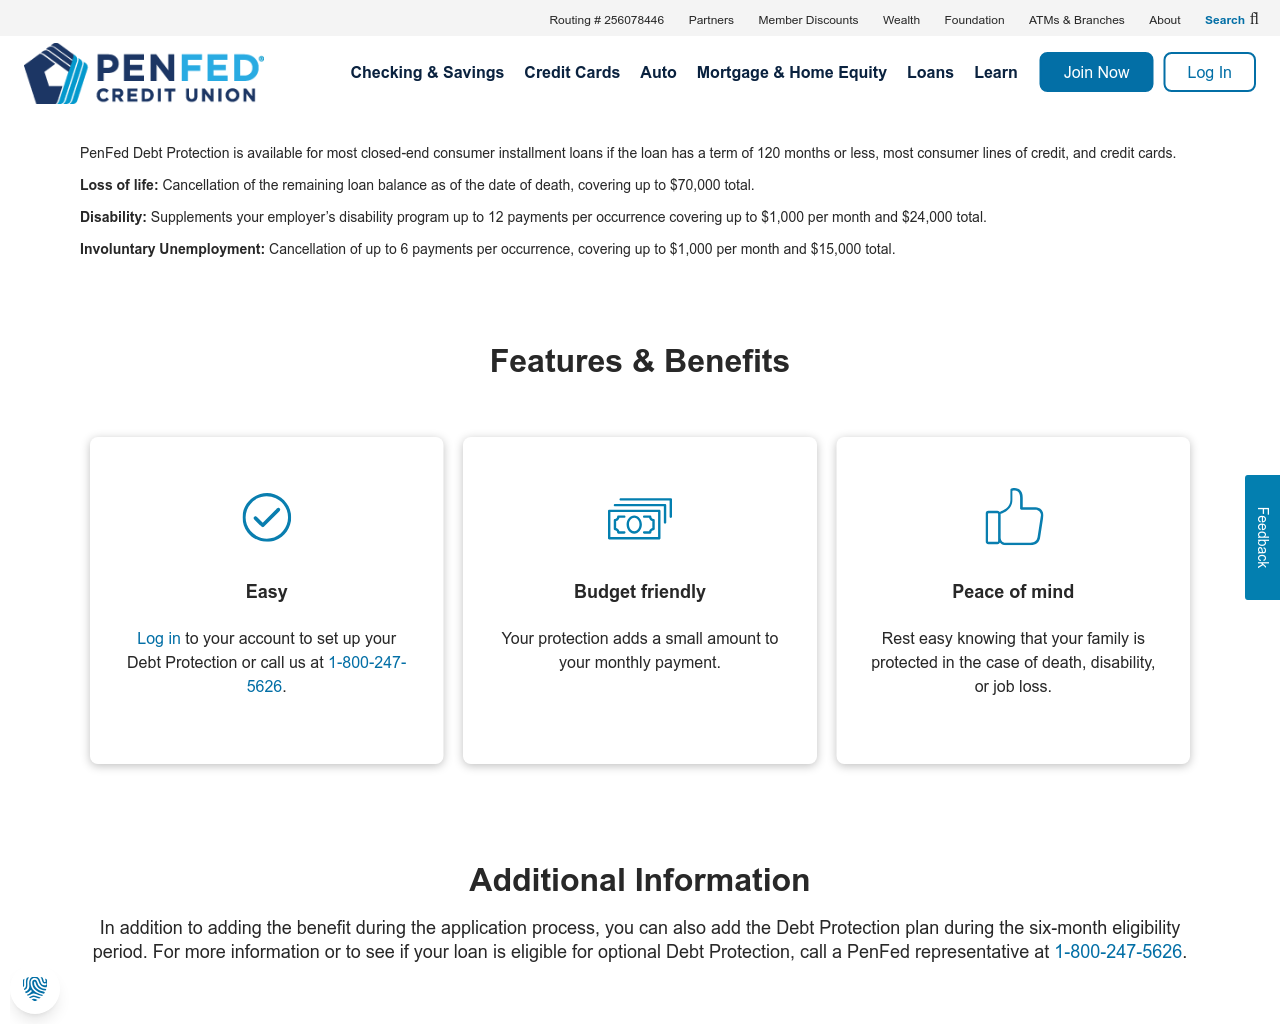 Routing # 256078446 Partners Member Discounts Wealth Foundation ATMs & Branches About Search
PENFED®
CREDIT UNION
Checking & Savings Credit Cards Auto Mortgage & Home Equity Loans Learn Join Now Log In
PenFed Debt Protection is available for most closed-end consumer installment loans if the loan has a term of 120 months or less, most consumer lines of credit, and credit cards.
Loss of life: Cancellation of the remaining loan balance as of the date of death, covering up to $70,000 total.
Disability: Supplements your employer’s disability program up to 12 payments per occurrence covering up to $1,000 per month and $24,000 total.
Involuntary Unemployment: Cancellation of up to 6 payments per occurrence, covering up to $1,000 per month and $15,000 total.
Features & Benefits
Easy
Log in to your account to set up your
Debt Protection or call us at 1-800-247-
5626.
Budget friendly
Your protection adds a small amount to
your monthly payment.
Peace of mind
Rest easy knowing that your family is
protected in the case of death, disability,
or job loss.
Feedback
Additional Information
In addition to adding the benefit during the application process, you can also add the Debt Protection plan during the six-month eligibility
period. For more information or to see if your loan is eligible for optional Debt Protection, call a PenFed representative at 1-800-247-5626.